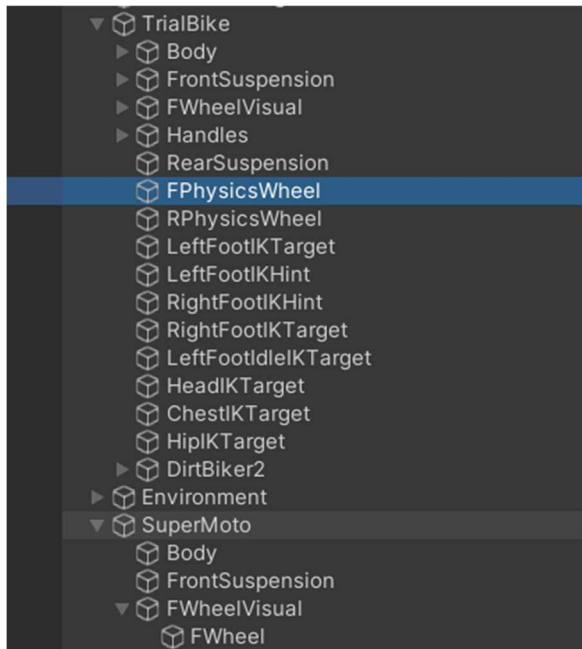 TrialBike
Body
FrontSuspension
FWheelVisual
Handles
RearSuspension
FPhysicsWheel
RPhysicsWheel
LeftFootIKTarget
LeftFootIKHint
RightFootIKHint
RightFootIKTarget
LeftFootIdleIKTarget
HeadIKTarget
ChestIKTarget
HipIKTarget
DirtBiker2
Environment
SuperMoto
Body
FrontSuspension
FWheelVisual
FWheel